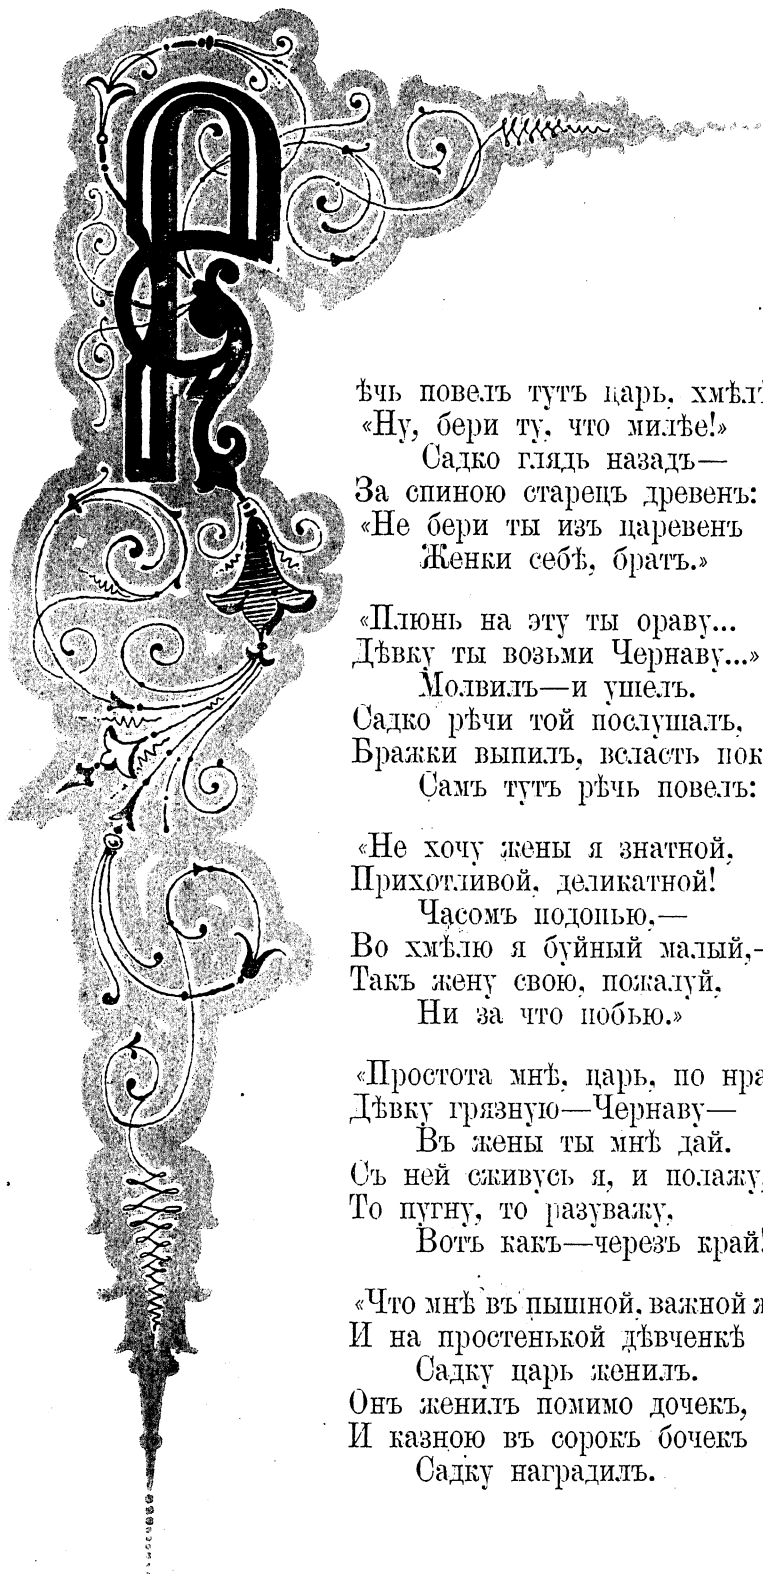 Рѣчь повелъ тутъ царь, хмѣлѣ
«Ну, бери ту, что милѣе!»
Садко глядь назадъ—
За спиною старецъ древенъ:
«Не бери ты изъ царевенъ
Женки себѣ, братъ.»
«Плюнь на эту ты ораву...
Дѣвку ты возьми Чернаву...»
Молвилъ—и ушелъ.
Садко рѣчи той послушалъ,
Бражки выпилъ, всласть пок
Самъ тутъ рѣчь повелъ:
«Не хочу жены я знатной,
Прихотливой, деликатной!
Часомъ подопью,—
Во хмѣлю я буйный малый,—
Такъ жену свою, пожалуй,
Ни за что побью.»
«Простота мнѣ, царь, по нра
Дѣвку грязную—Чернаву—
Въ жены ты мнѣ дай.
Съ ней сживусь я, и полажу,
То пугну, то разуважу,
Вотъ какъ—черезъ край!
«Что мнѣ въ пышной, важной ж
И на простенькой дѣвченкѣ
Садку царь женилъ.
Онъ женилъ помимо дочекъ,
И казною въ сорокъ бочекъ
Садку наградилъ.